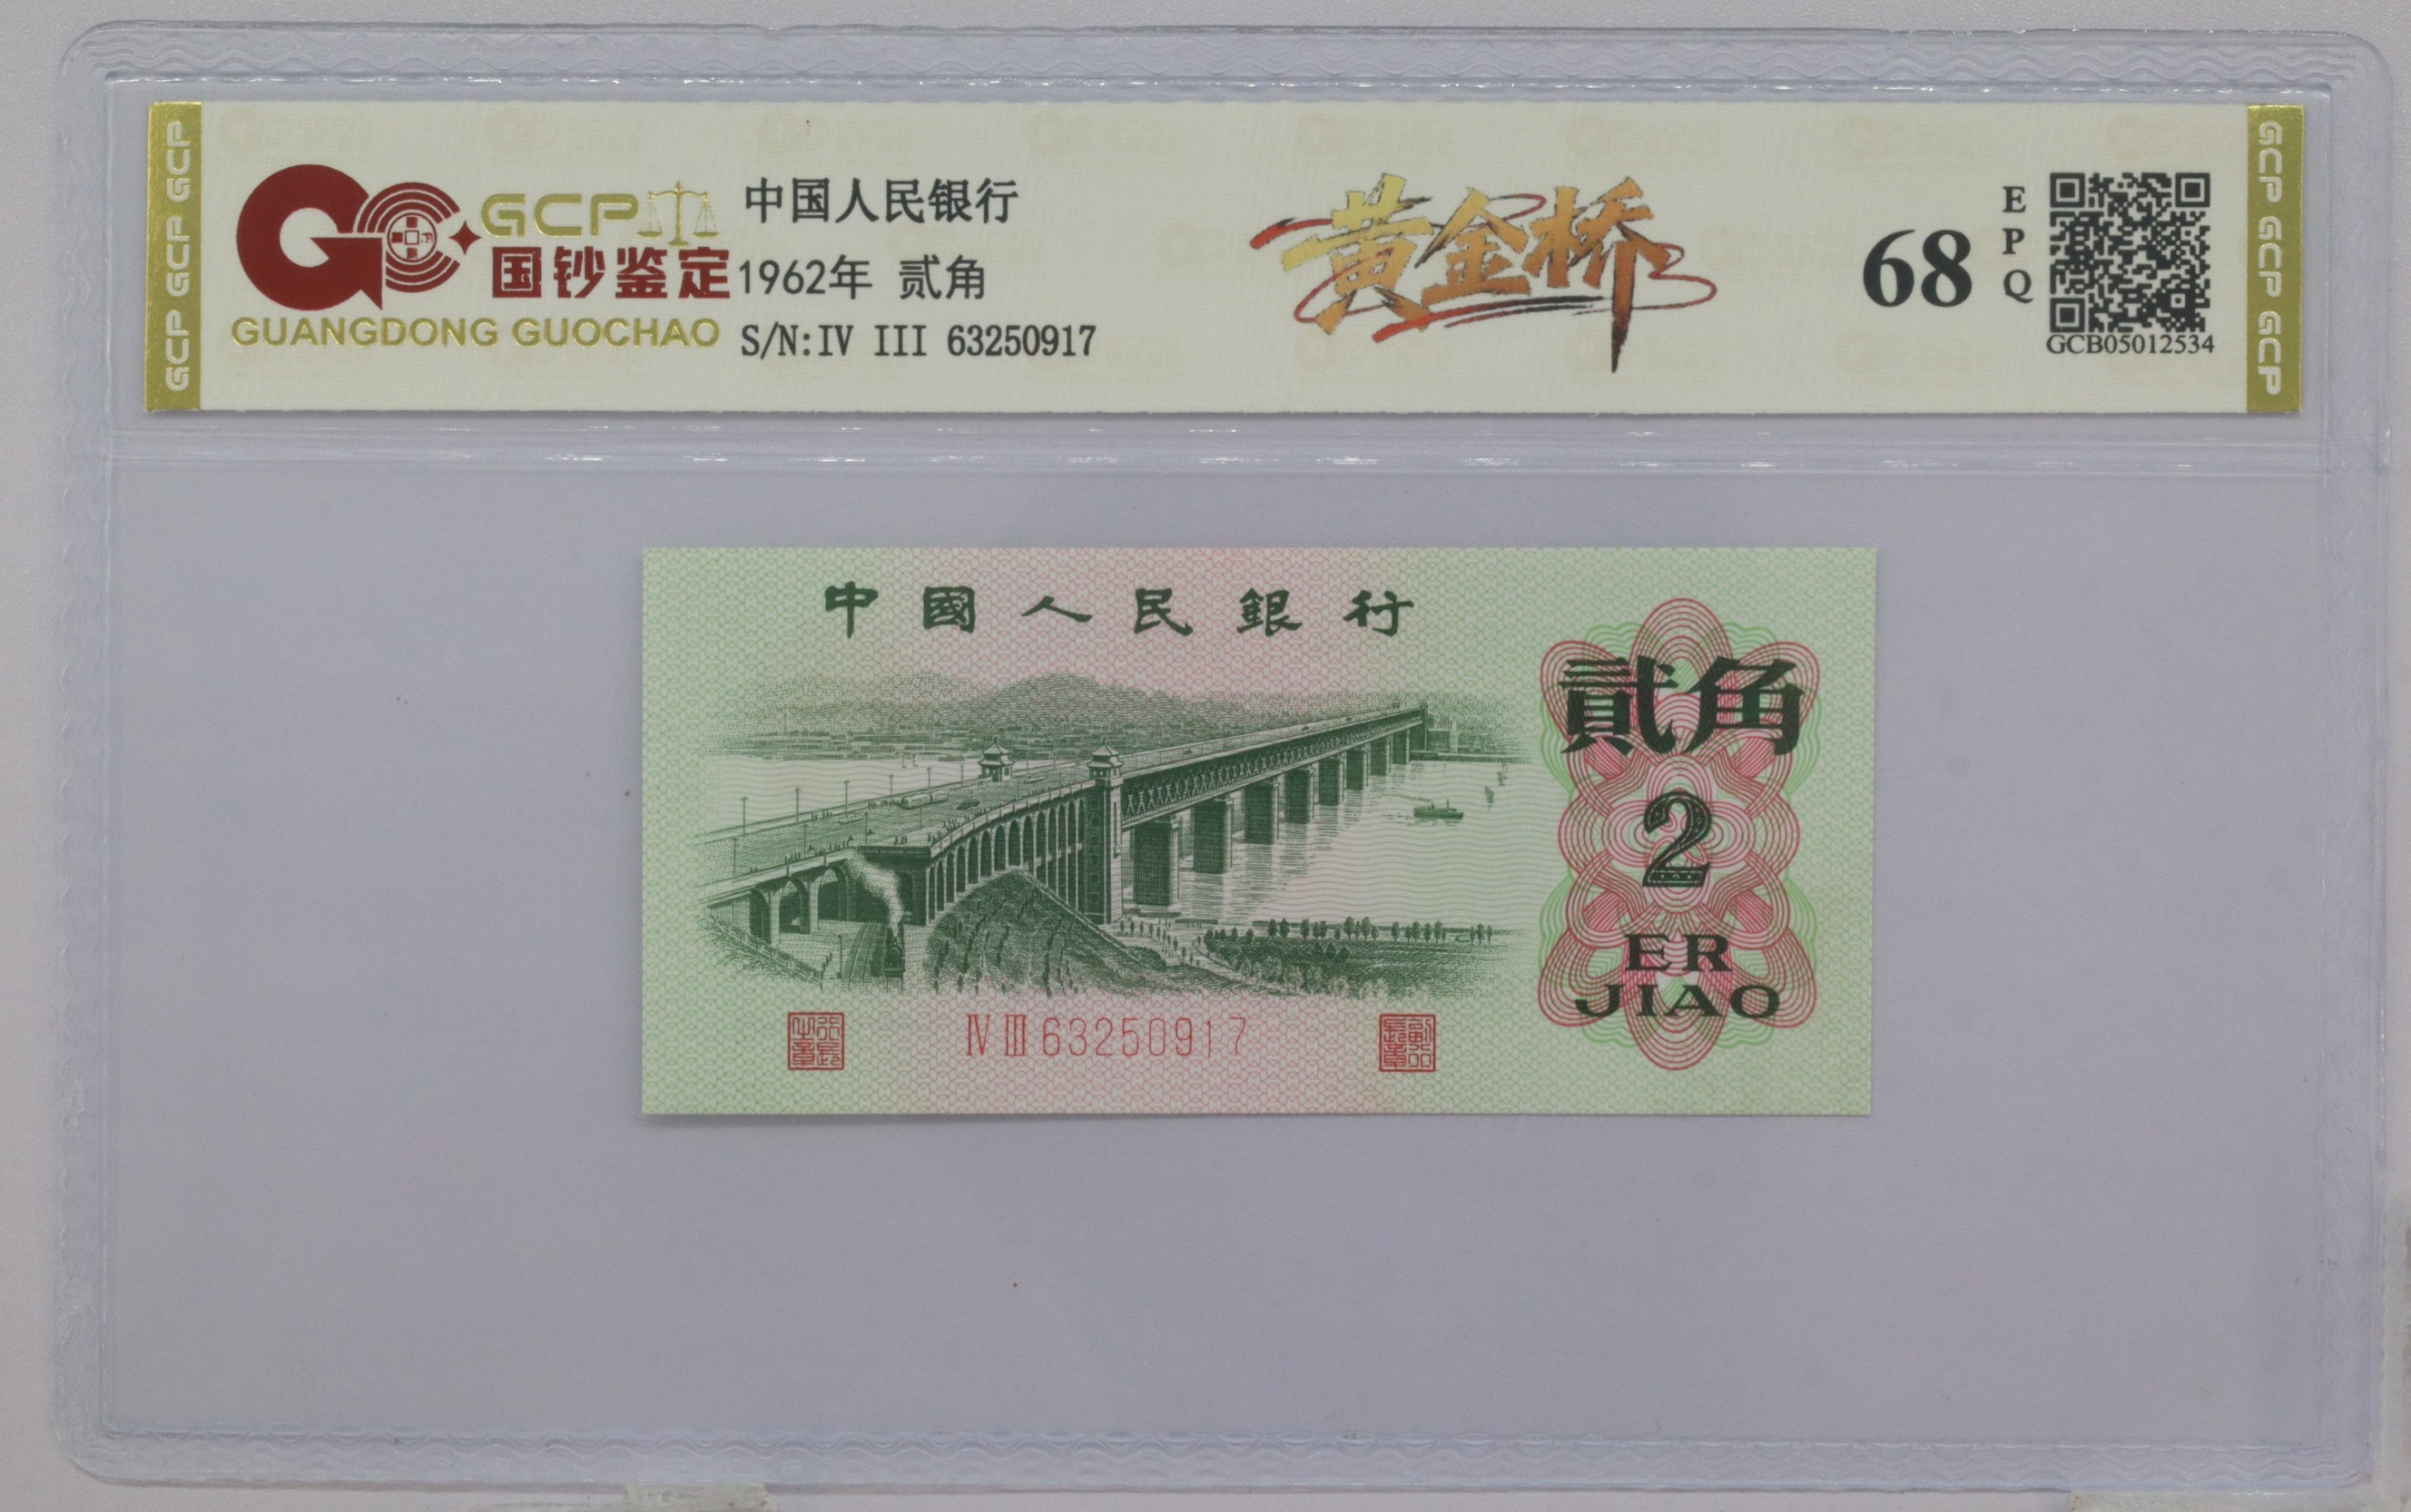 GCP GCP GCP
GCP
国钞鉴定
GUANGDONG GUOCHAO
中国人民银行
1962年 贰角
S/N:IV III 63250917
黄金桥
68
EPQ
GCB05012534
GCP GCP GCP
中國人民銀行
貳角
2
ER
JIAO
Ⅳ Ⅲ 63250917